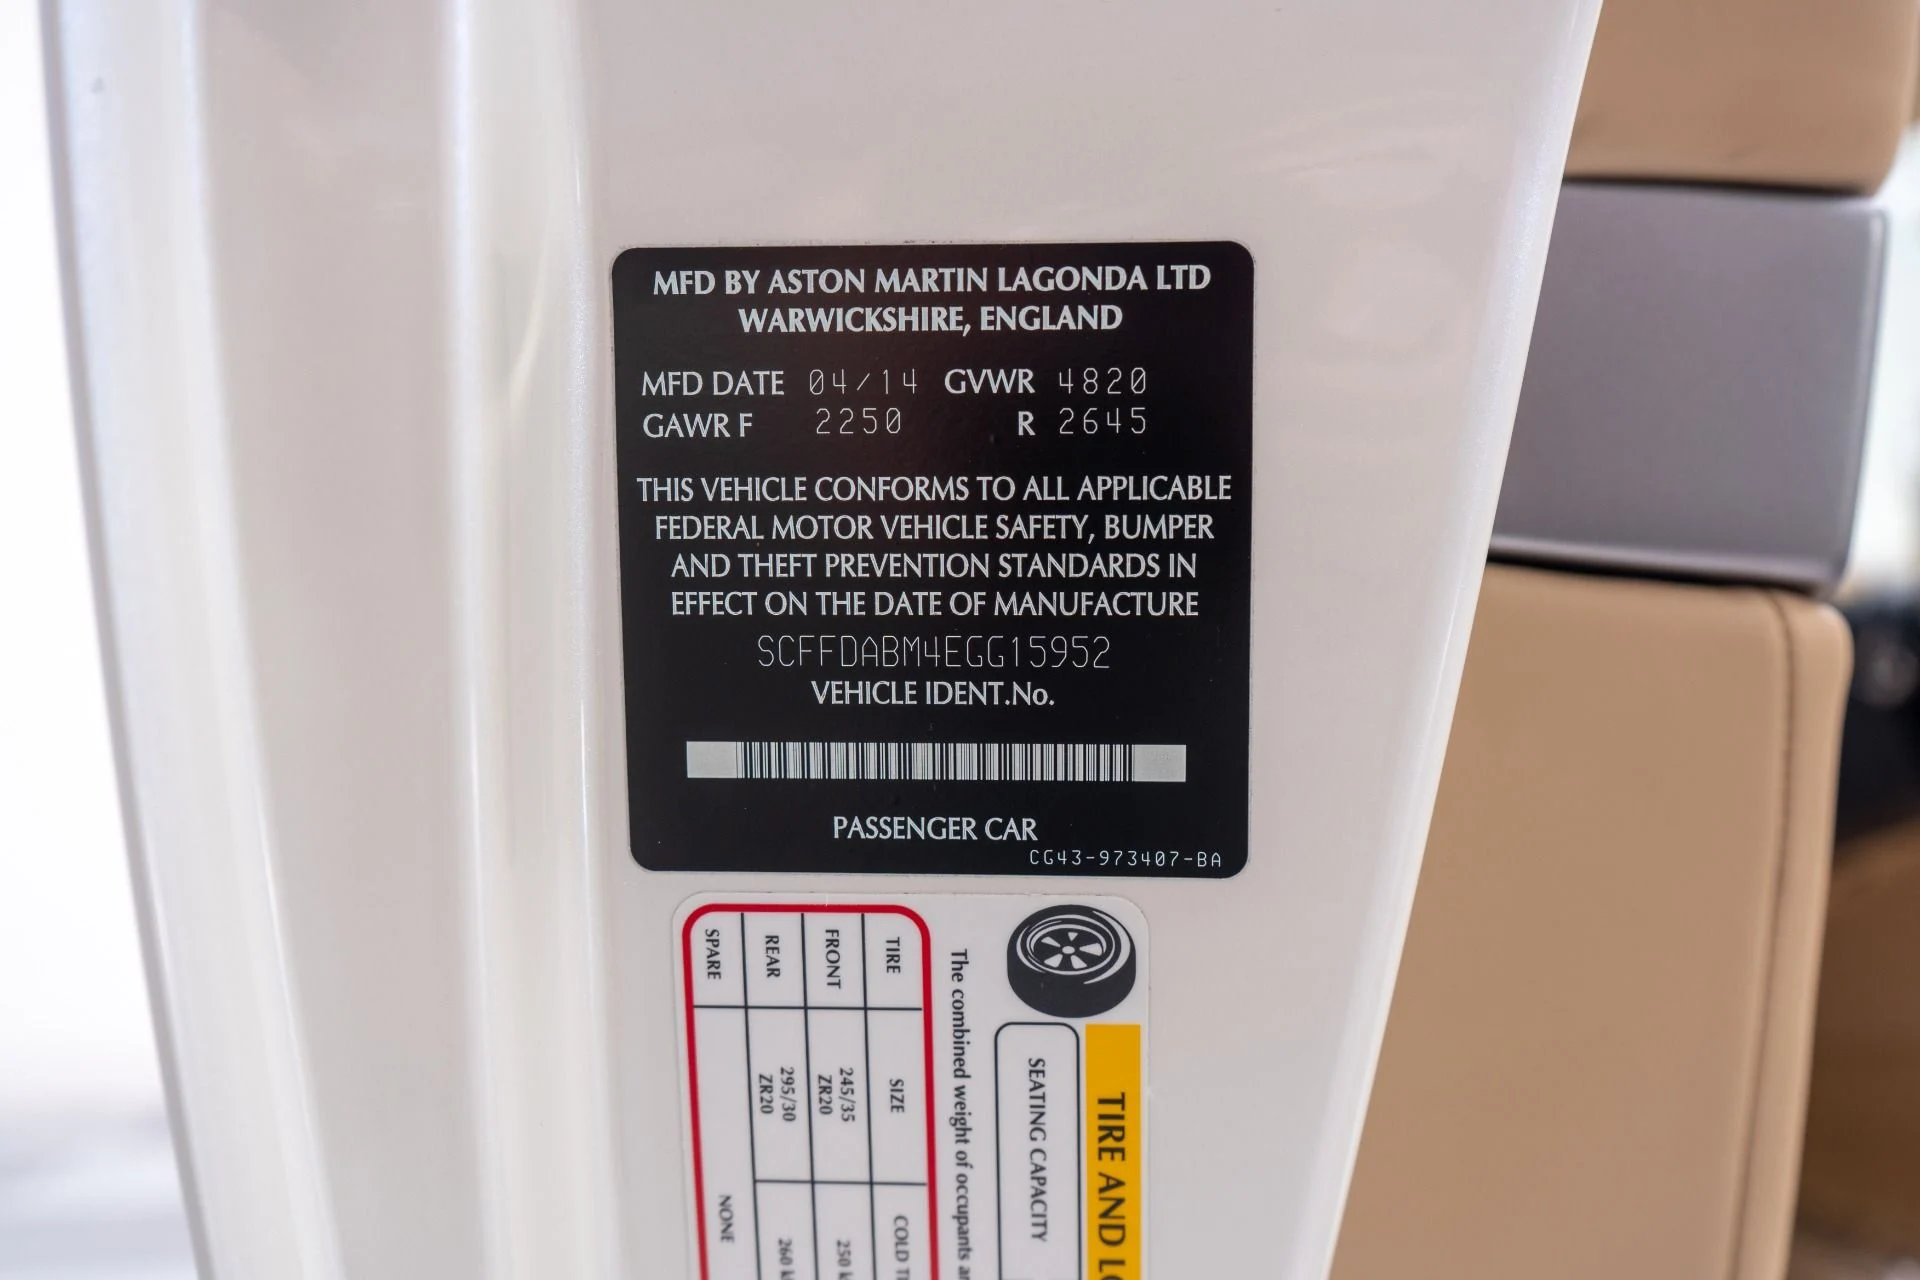 MFD BY ASTON MARTIN LAGONDA LTD
WARWICKSHIRE, ENGLAND
MFD DATE 04/14 GVWR 4820
GAWR F 2250 R 2645
THIS VEHICLE CONFORMS TO ALL APPLICABLE
FEDERAL MOTOR VEHICLE SAFETY, BUMPER
AND THEFT PREVENTION STANDARDS IN
EFFECT ON THE DATE OF MANUFACTURE
SCFFDABM4EGG15952
VEHICLE IDENT.No.
PASSENGER CAR
CG43-973407-BA
TIRE AND
SEATING CAPACITY
The combined weight of occupants
TIRE SIZE COLD
FRONT 245/35 ZR20 250
REAR 295/30 ZR20 260
SPARE NONE